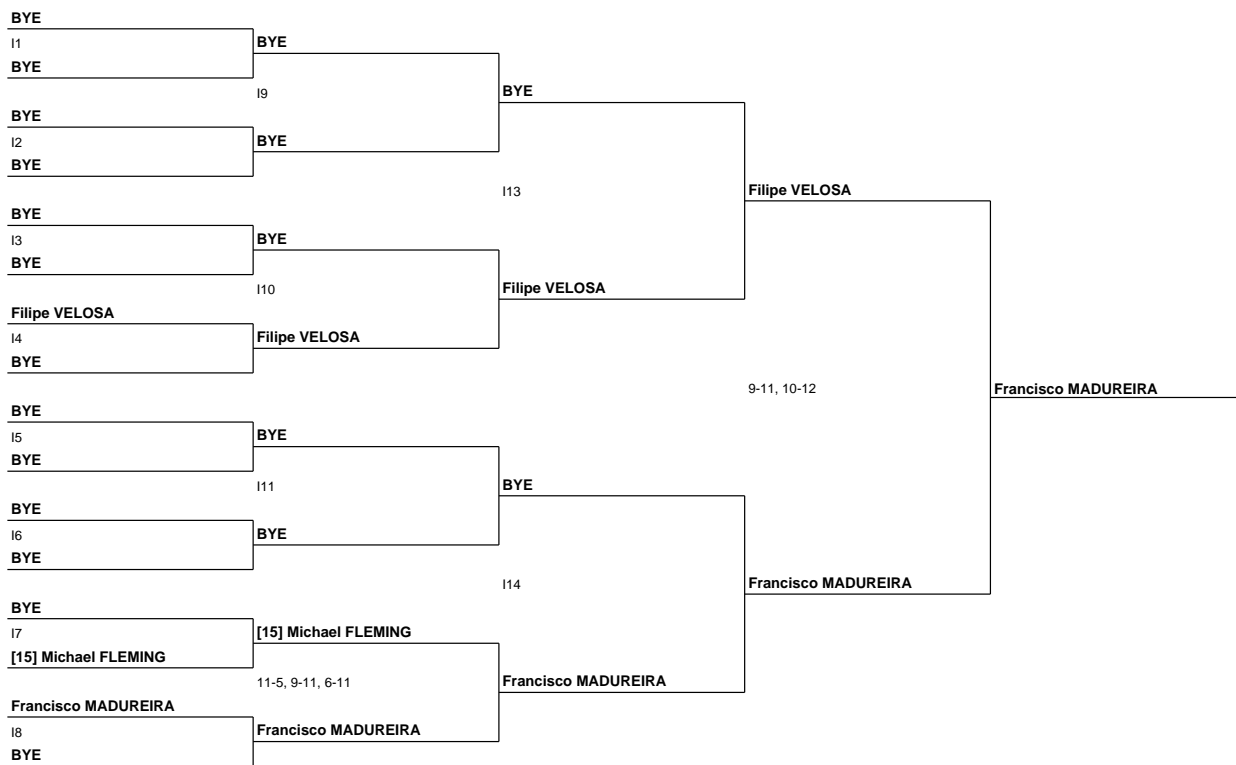 BYE
I1
BYE
BYE
I9
BYE
BYE
I2
BYE
BYE
I13
Filipe VELOSA
BYE
I3
BYE
BYE
I10
Filipe VELOSA
Filipe VELOSA
I4
Filipe VELOSA
BYE
9-11, 10-12
Francisco MADUREIRA
BYE
I5
BYE
BYE
I11
BYE
BYE
I6
BYE
BYE
I14
Francisco MADUREIRA
BYE
I7
[15] Michael FLEMING
[15] Michael FLEMING
11-5, 9-11, 6-11
Francisco MADUREIRA
Francisco MADUREIRA
I8
Francisco MADUREIRA
BYE